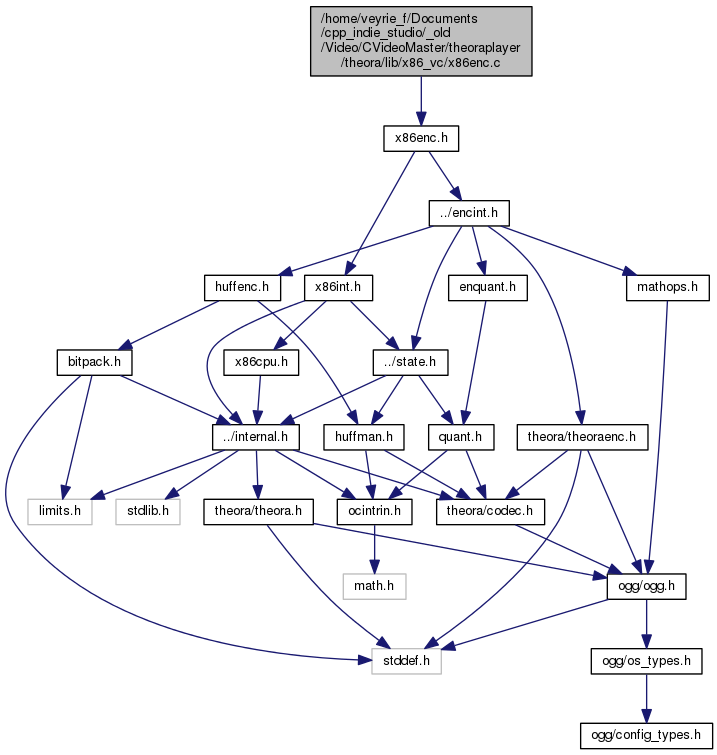 /home/veyrie_f/Documents
/cpp_indie_studio/_old
/Video/CVideoMaster/theoraplayer
/theora/lib/x86_vc/x86enc.c
x86enc.h
../encint.h
huffenc.h
x86int.h
enquant.h
mathops.h
bitpack.h
x86cpu.h
../state.h
../internal.h
huffman.h
quant.h
theora/theoraenc.h
limits.h
stdlib.h
theora/theora.h
ocintrin.h
theora/codec.h
math.h
ogg/ogg.h
stddef.h
ogg/os_types.h
ogg/config_types.h